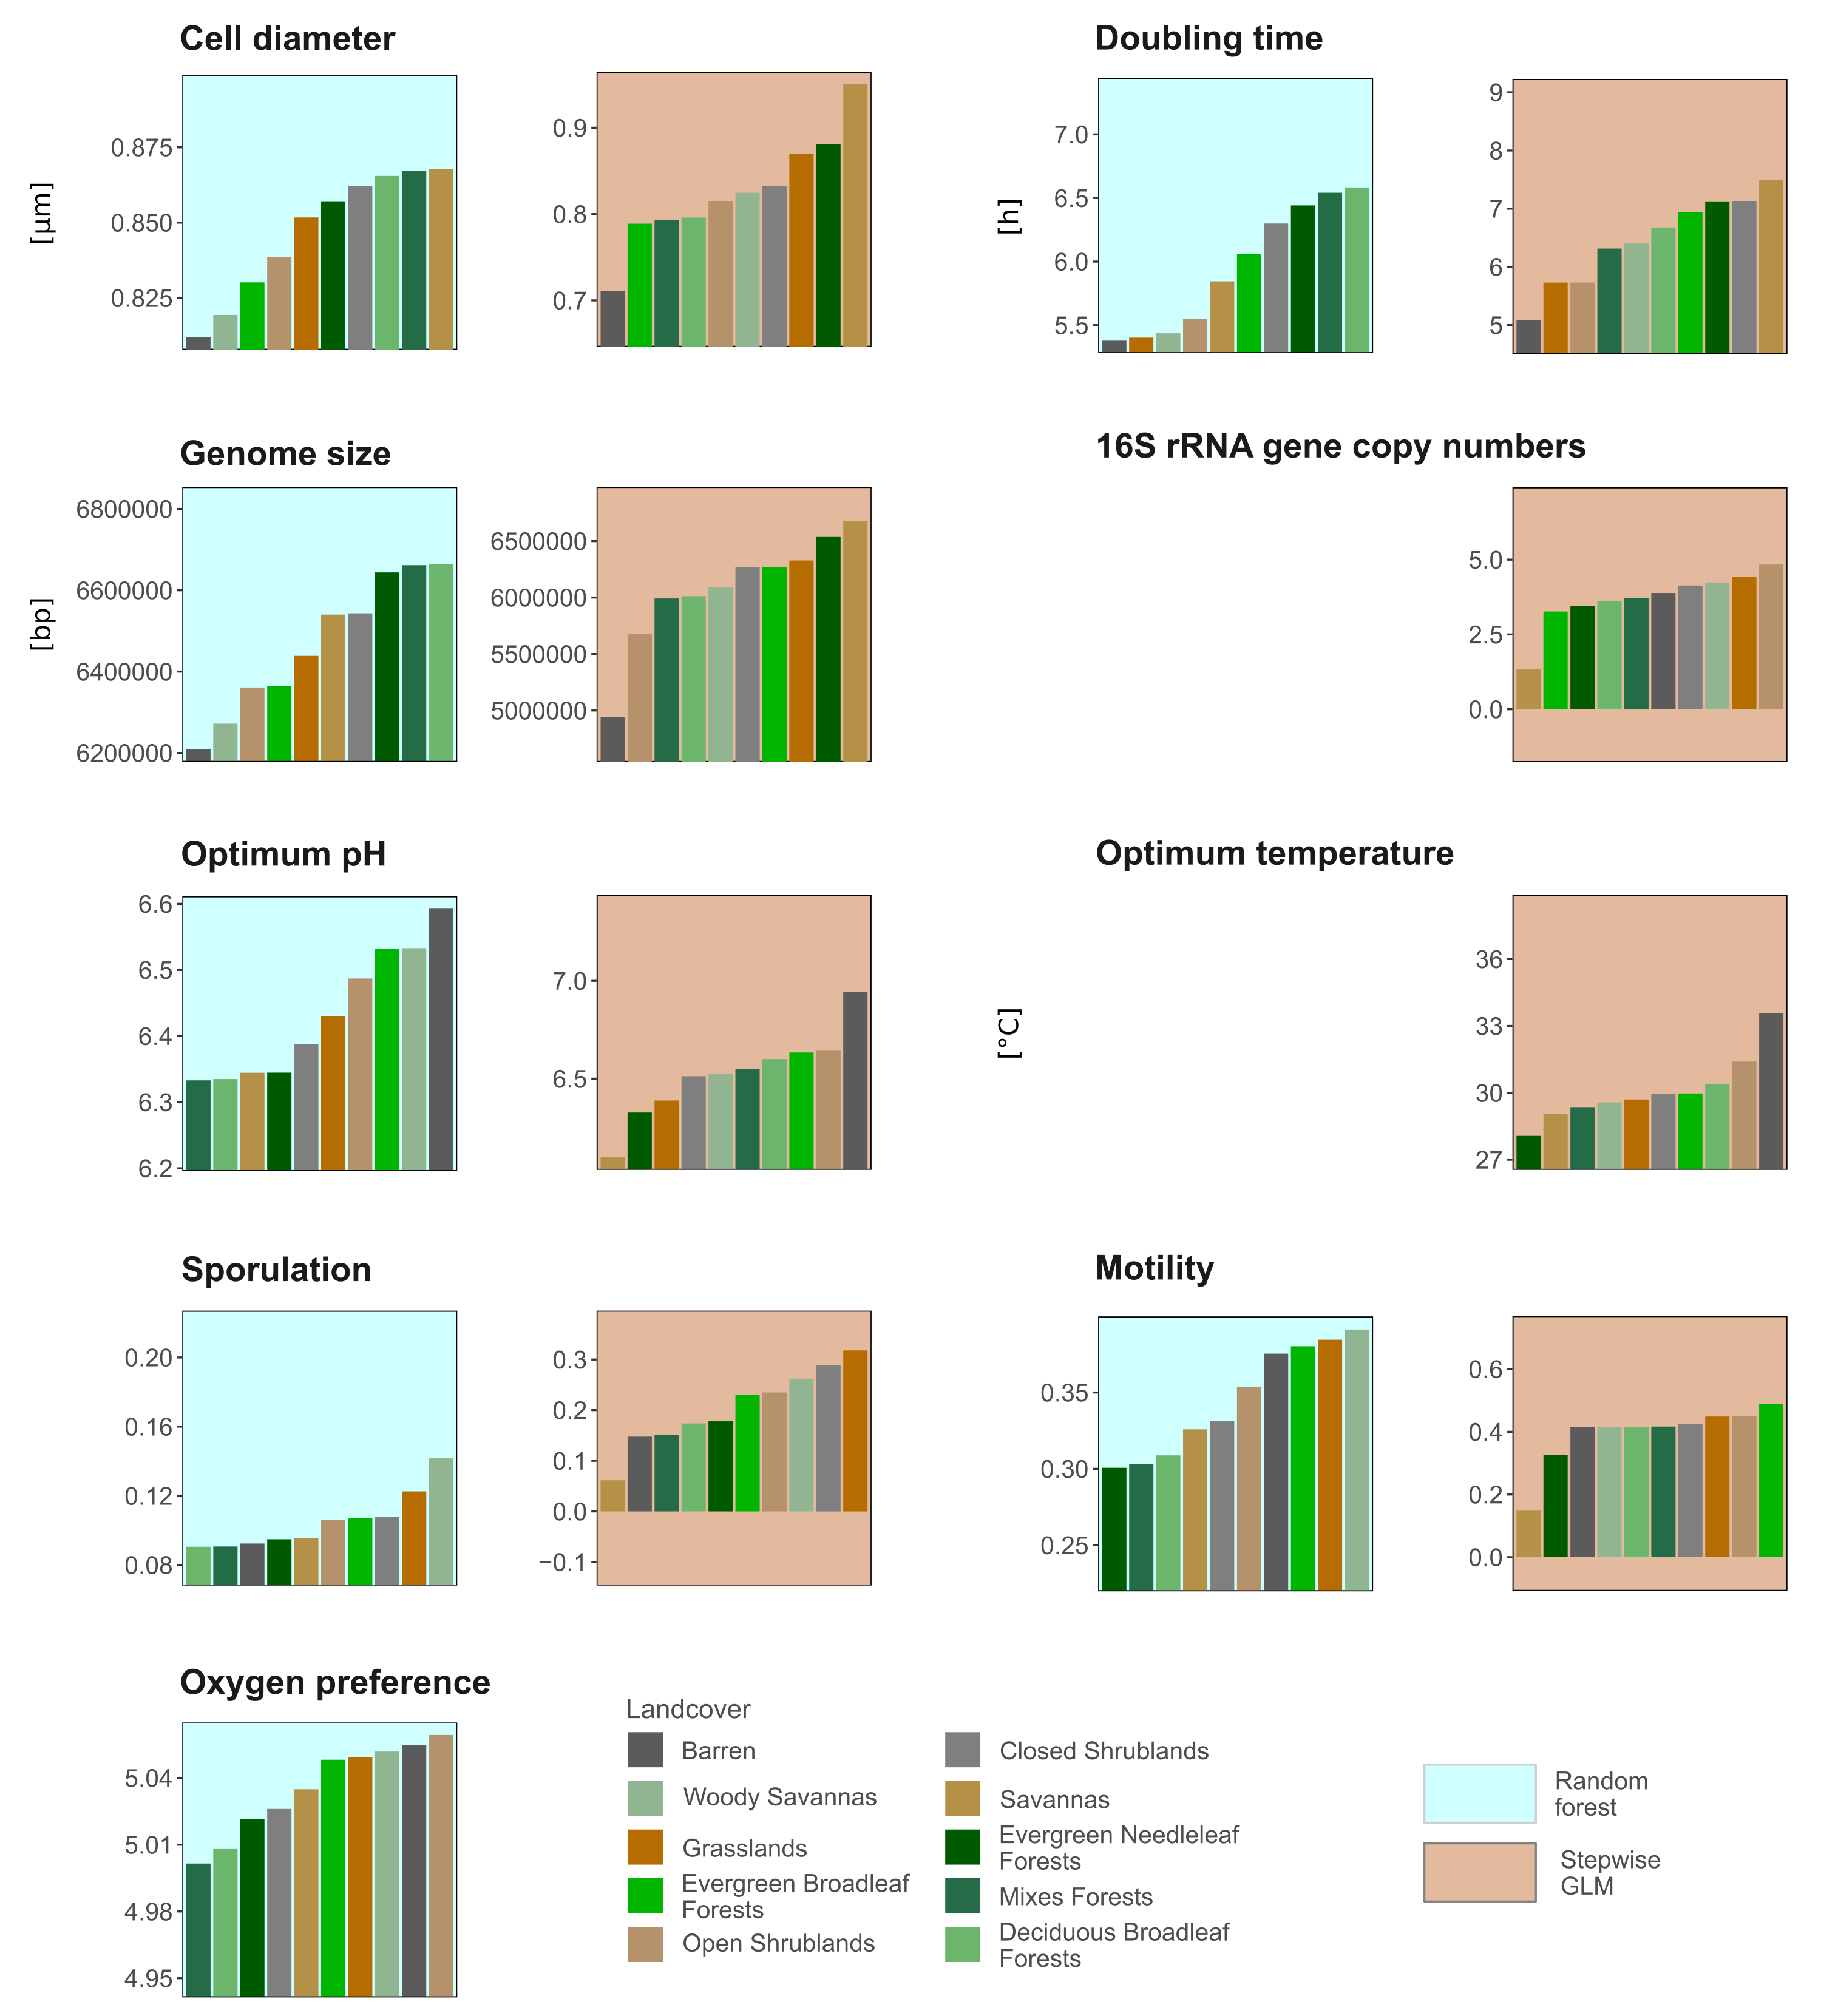 Cell diameter
Doubling time
[µm]
0.875
0.850
0.825
0.9
0.8
0.7
[h]
7.0
6.5
6.0
5.5
9
8
7
6
5
Genome size
16S rRNA gene copy numbers
[bp]
6800000
6600000
6400000
6200000
6500000
6000000
5500000
5000000
5.0
2.5
0.0
Optimum pH
Optimum temperature
6.6
6.5
6.4
6.3
6.2
7.0
6.5
[°C]
36
33
30
27
Sporulation
Motility
0.20
0.16
0.12
0.08
0.3
0.2
0.1
0.0
−0.1
0.35
0.30
0.25
0.6
0.4
0.2
0.0
Oxygen preference
5.04
5.01
4.98
4.95
Landcover
Barren
Woody Savannas
Grasslands
Evergreen Broadleaf
Forests
Open Shrublands
Closed Shrublands
Savannas
Evergreen Needleleaf
Forests
Mixes Forests
Deciduous Broadleaf
Forests
Random
forest
Stepwise
GLM